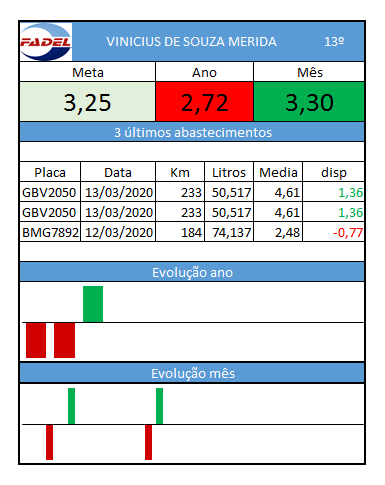 FADEL VINICIUS DE SOUZA MERIDA 13º
Meta Ano Mês
3,25 2,72 3,30
3 últimos abastecimentos
Placa Data Km Litros Media disp
GBV2050 13/03/2020 233 50,517 4,61 1,36
GBV2050 13/03/2020 233 50,517 4,61 1,36
BMG7892 12/03/2020 184 74,137 2,48 -0,77
Evolução ano
Evolução mês